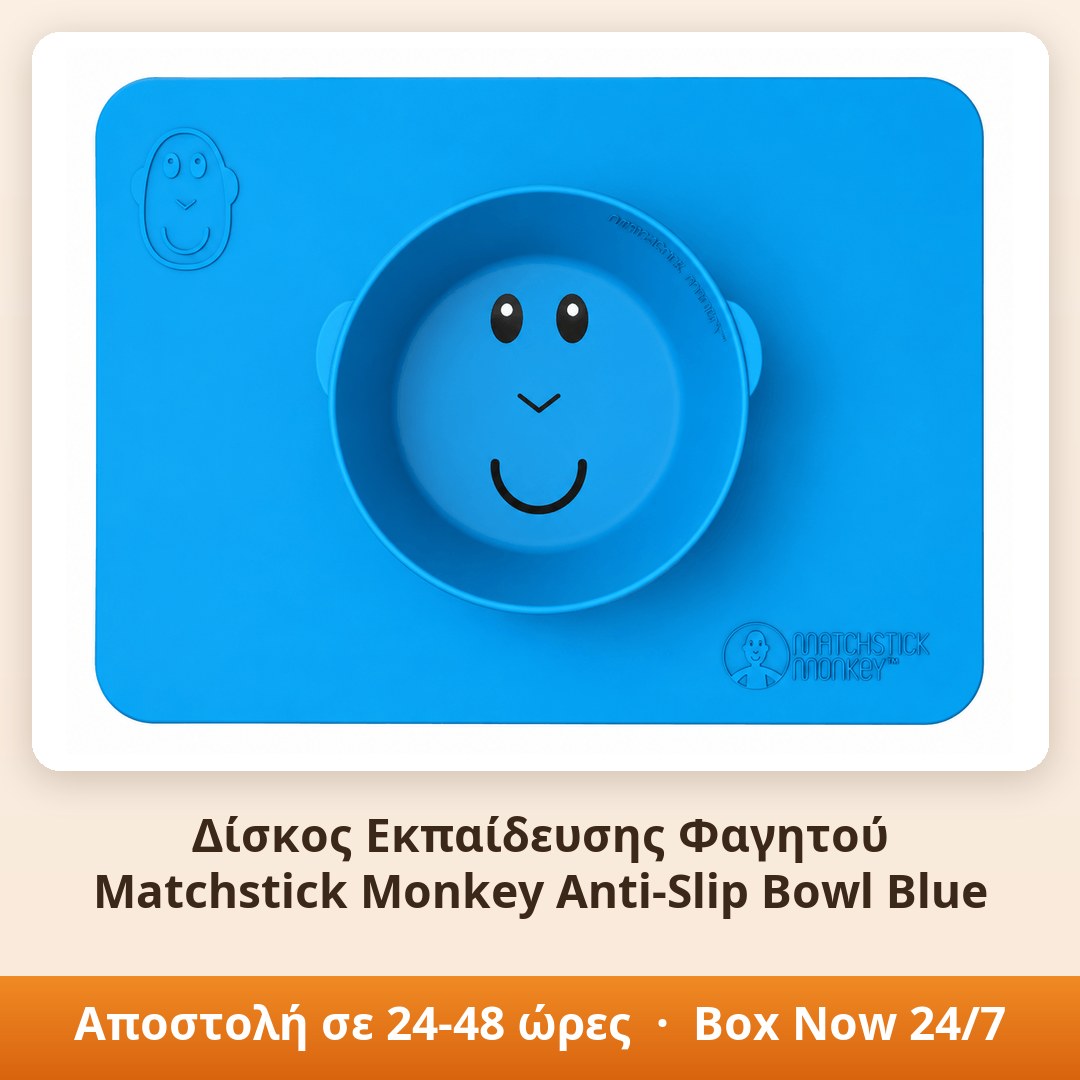 MATCHSTICK
MONKEY™
Δίσκος Εκπαίδευσης Φαγητού
Matchstick Monkey Anti-Slip Bowl Blue
Αποστολή σε 24-48 ώρες · Box Now 24/7